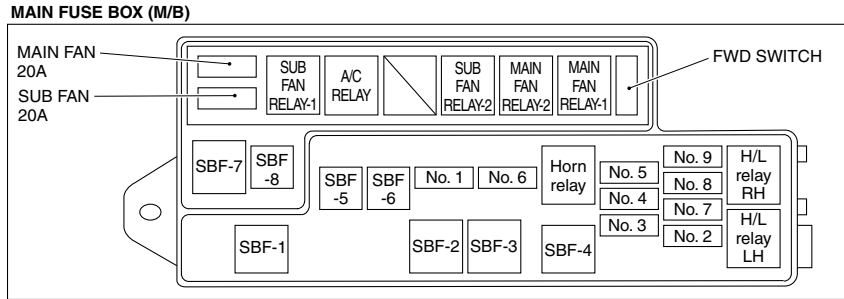 MAIN FUSE BOX (M/B)
MAIN FAN
20A
SUB FAN
20A
SUB
FAN
RELAY-1
A/C
RELAY
SUB
FAN
RELAY-2
MAIN
FAN
RELAY-2
MAIN
FAN
RELAY-1
FWD SWITCH
SBF-7
SBF
-8
SBF
-5
SBF
-6
No. 1
No. 6
Horn
relay
No. 5
No. 4
No. 3
No. 9
No. 8
No. 7
No. 2
H/L
relay
RH
H/L
relay
LH
SBF-1
SBF-2
SBF-3
SBF-4